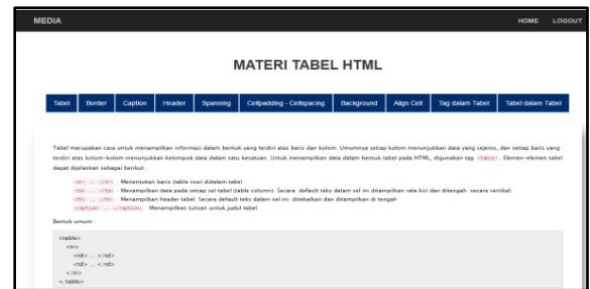 MEDIA HOME LOGOUT
MATERI TABEL HTML
Tabel Border Caption Header Spanning Cellpadding - Cellspacing Background Align Cell Tag dalam Tabel Tabel dalam Tabel
Tabel merupakan cara untuk menampilkan informasi dalam bentuk yang terdiri atas baris dan kolom. Umumnya setiap kolom menunjukkan data yang sejenis, dan setiap baris yang
terdiri atas kolom-kolom menunjukkan kelompok data dalam satu kesatuan. Untuk menampilkan data dalam bentuk tabel pada HTML, digunakan tag <table>. Elemen-elemen tabel
dapat dijelaskan sebagai berikut :
<tr> ... </tr> : Menentukan baris (table row) didalam tabel
<td> ... </td> : Menampilkan data pada setiap sel tabel (table column). Secara default teks dalam sel ini ditampilkan rata kiri dan ditengah secara vertikal.
<th> ... </th> : Menampilkan header tabel. Secara default teks dalam sel ini ditebalkan dan ditampilkan di tengah
<caption> ... </caption> : Menampilkan tulisan untuk judul tabel
Bentuk umum :
<table>
<tr>
<td> ... </td>
<td> ... </td>
</tr>
</table>